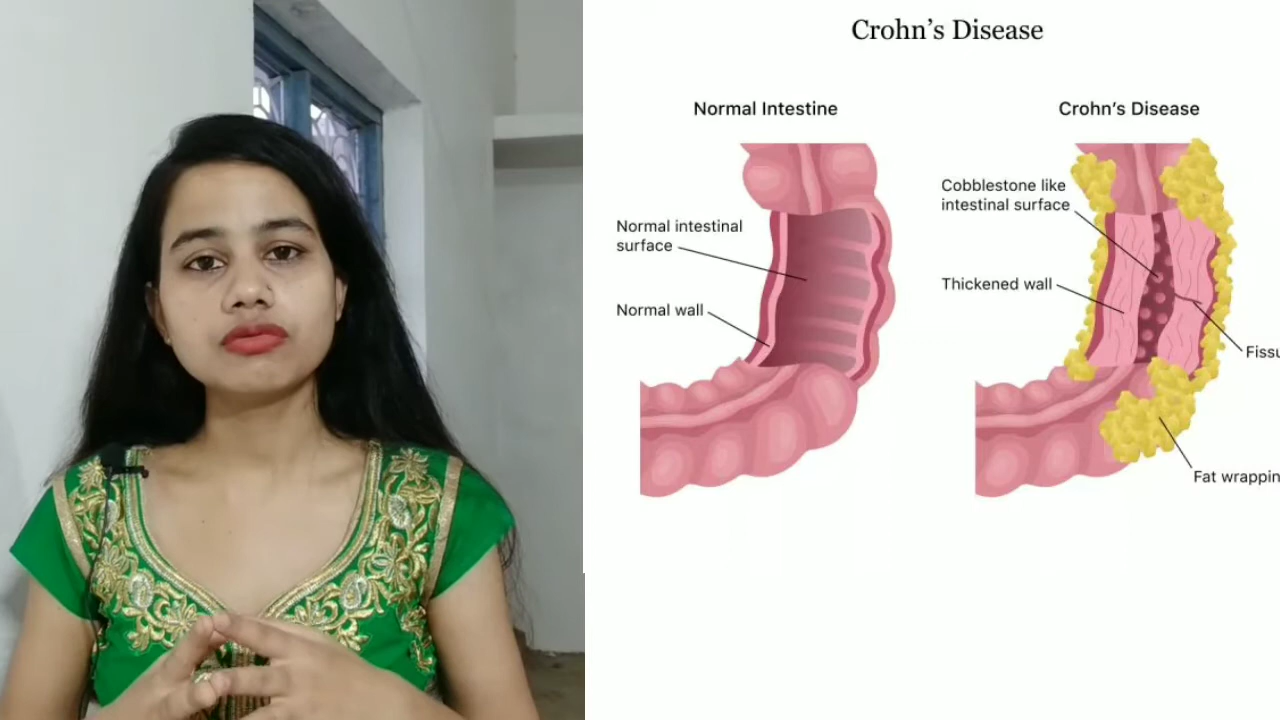 Crohn's Disease
Normal Intestine
Normal intestinal
surface
Normal wall
Crohn's Disease
Cobblestone like
intestinal surface
Thickened wall
Fissu
Fat wrappin